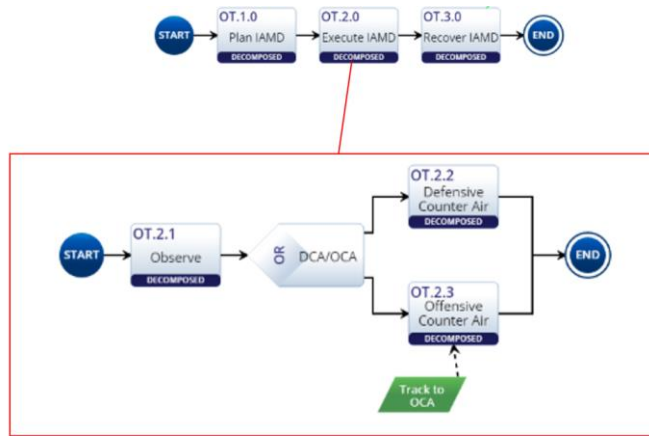 START
OT.1.0
Plan IAMD
DECOMPOSED
OT.2.0
Execute IAMD
DECOMPOSED
OT.3.0
Recover IAMD
DECOMPOSED
END
START
OT.2.1
Observe
DECOMPOSED
OR
DCA/OCA
OT.2.2
Defensive
Counter Air
DECOMPOSED
OT.2.3
Offensive
Counter Air
DECOMPOSED
END
Track to
OCA